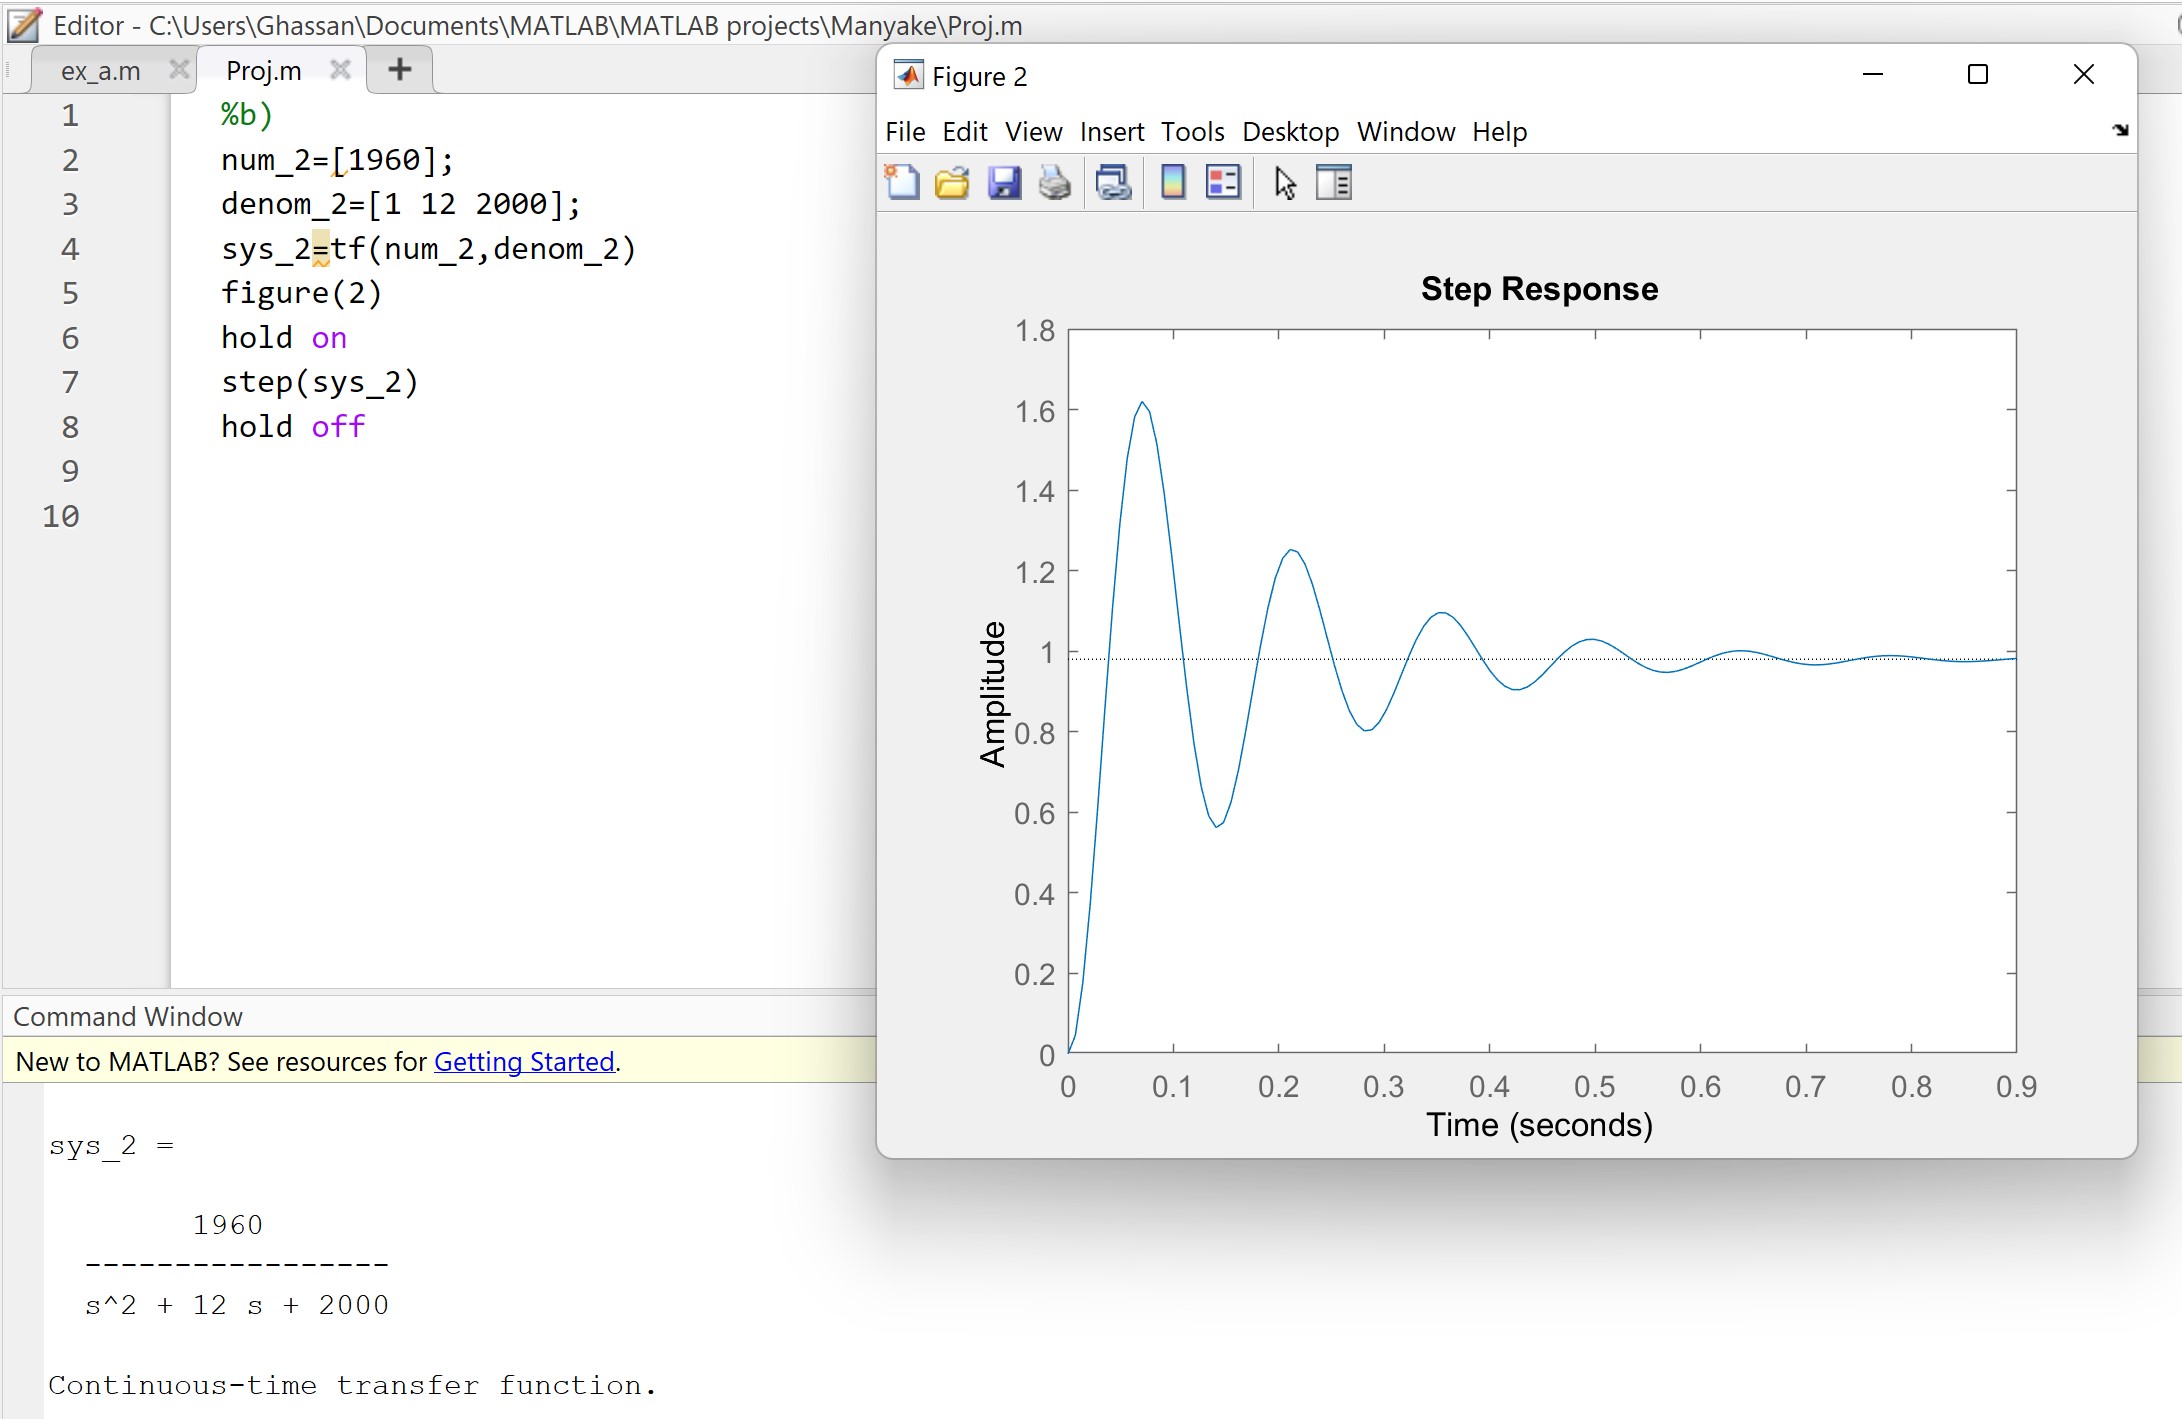 Editor - C:\Users\Ghassan\Documents\MATLAB\MATLAB projects\Manyake\Proj.m
ex_a.m
Proj.m
1 %b)
2 num_2=[1960];
3 denom_2=[1 12 2000];
4 sys_2=tf(num_2,denom_2)
5 figure(2)
6 hold on
7 step(sys_2)
8 hold off
9
10
Command Window
New to MATLAB? See resources for Getting Started.
sys_2 =
1960
-----------------
s^2 + 12 s + 2000
Continuous-time transfer function.
Figure 2
File Edit View Insert Tools Desktop Window Help
Step Response
1.8
1.6
1.4
1.2
1
0.8
0.6
0.4
0.2
0
Amplitude
0 0.1 0.2 0.3 0.4 0.5 0.6 0.7 0.8 0.9
Time (seconds)